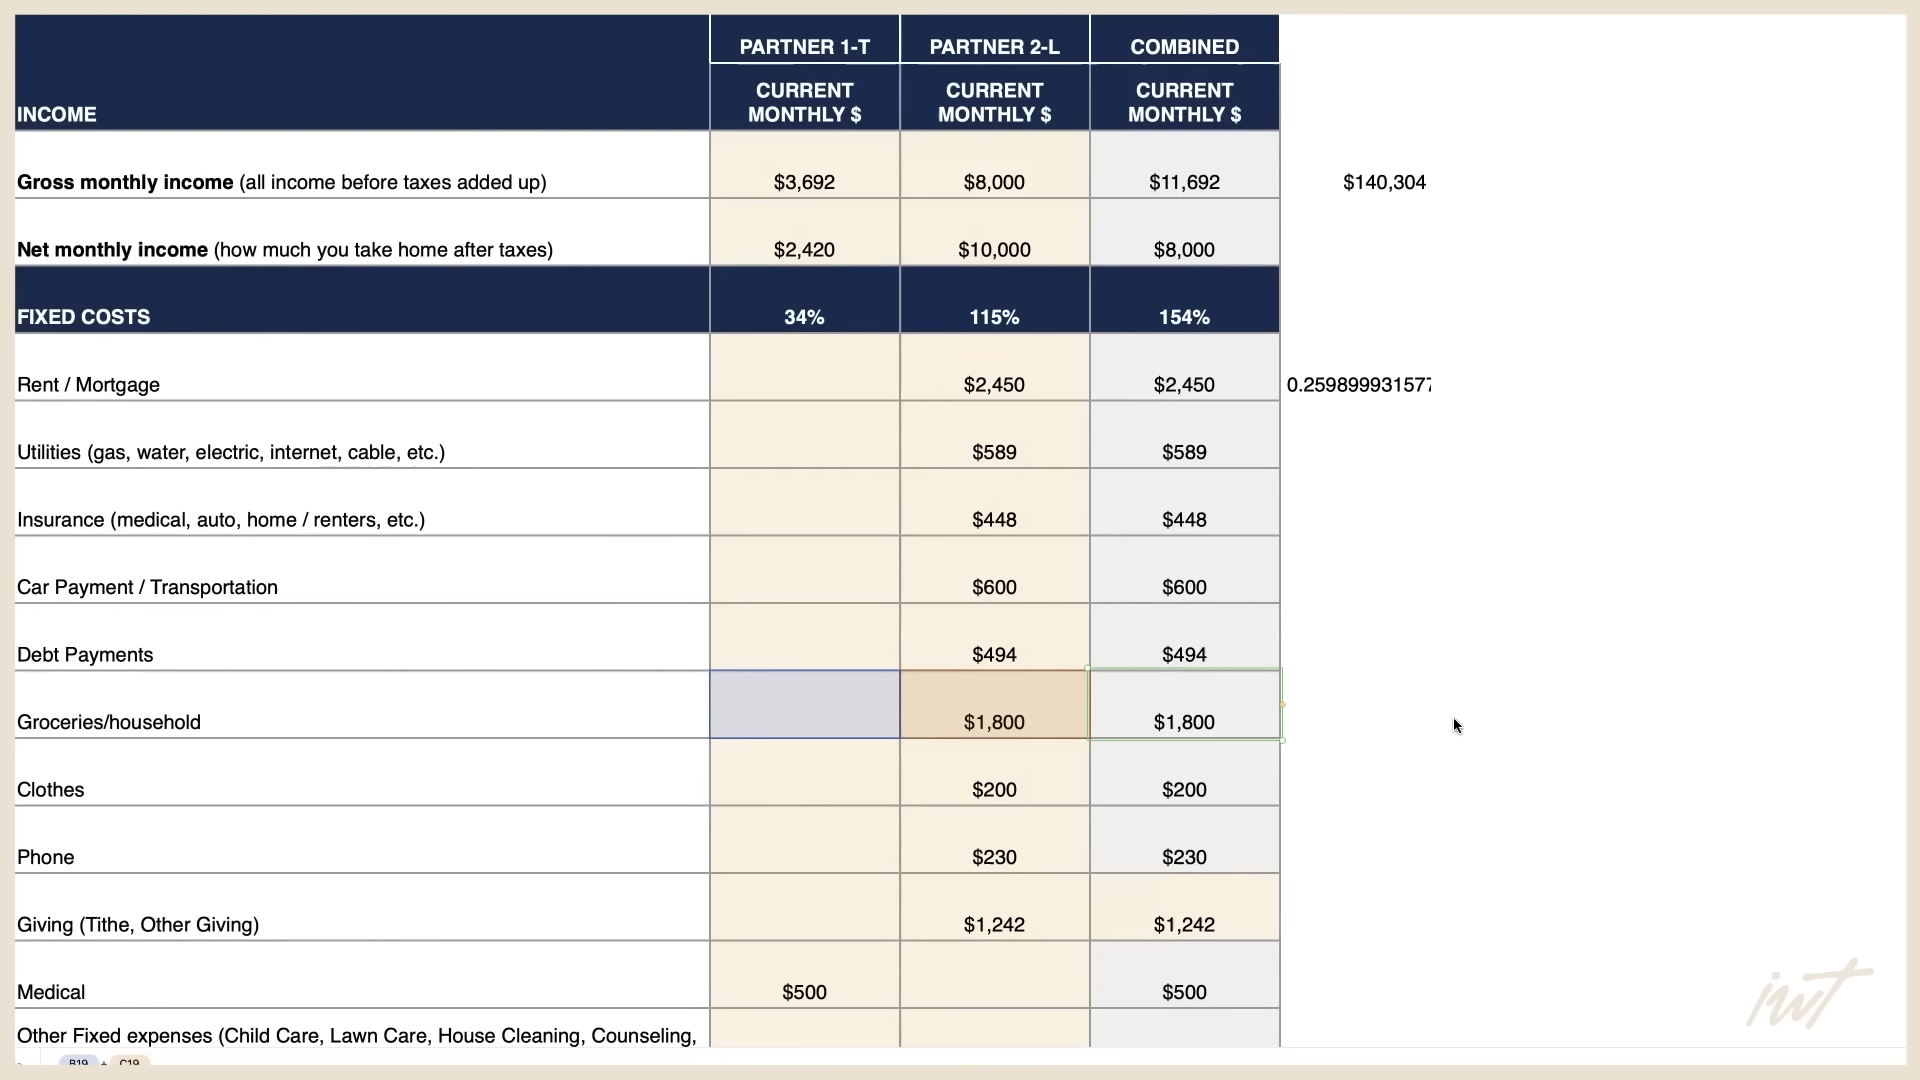 PARTNER 1-T PARTNER 2-L COMBINED
INCOME CURRENT MONTHLY $ CURRENT MONTHLY $ CURRENT MONTHLY $
Gross monthly income (all income before taxes added up) $3,692 $8,000 $11,692 $140,304
Net monthly income (how much you take home after taxes) $2,420 $10,000 $8,000
FIXED COSTS 34% 115% 154%
Rent / Mortgage $2,450 $2,450 0.259899931577
Utilities (gas, water, electric, internet, cable, etc.) $589 $589
Insurance (medical, auto, home / renters, etc.) $448 $448
Car Payment / Transportation $600 $600
Debt Payments $494 $494
Groceries/household $1,800 $1,800
Clothes $200 $200
Phone $230 $230
Giving (Tithe, Other Giving) $1,242 $1,242
Medical $500 $500
Other Fixed expenses (Child Care, Lawn Care, House Cleaning, Counseling,
B19 + C19
iwt